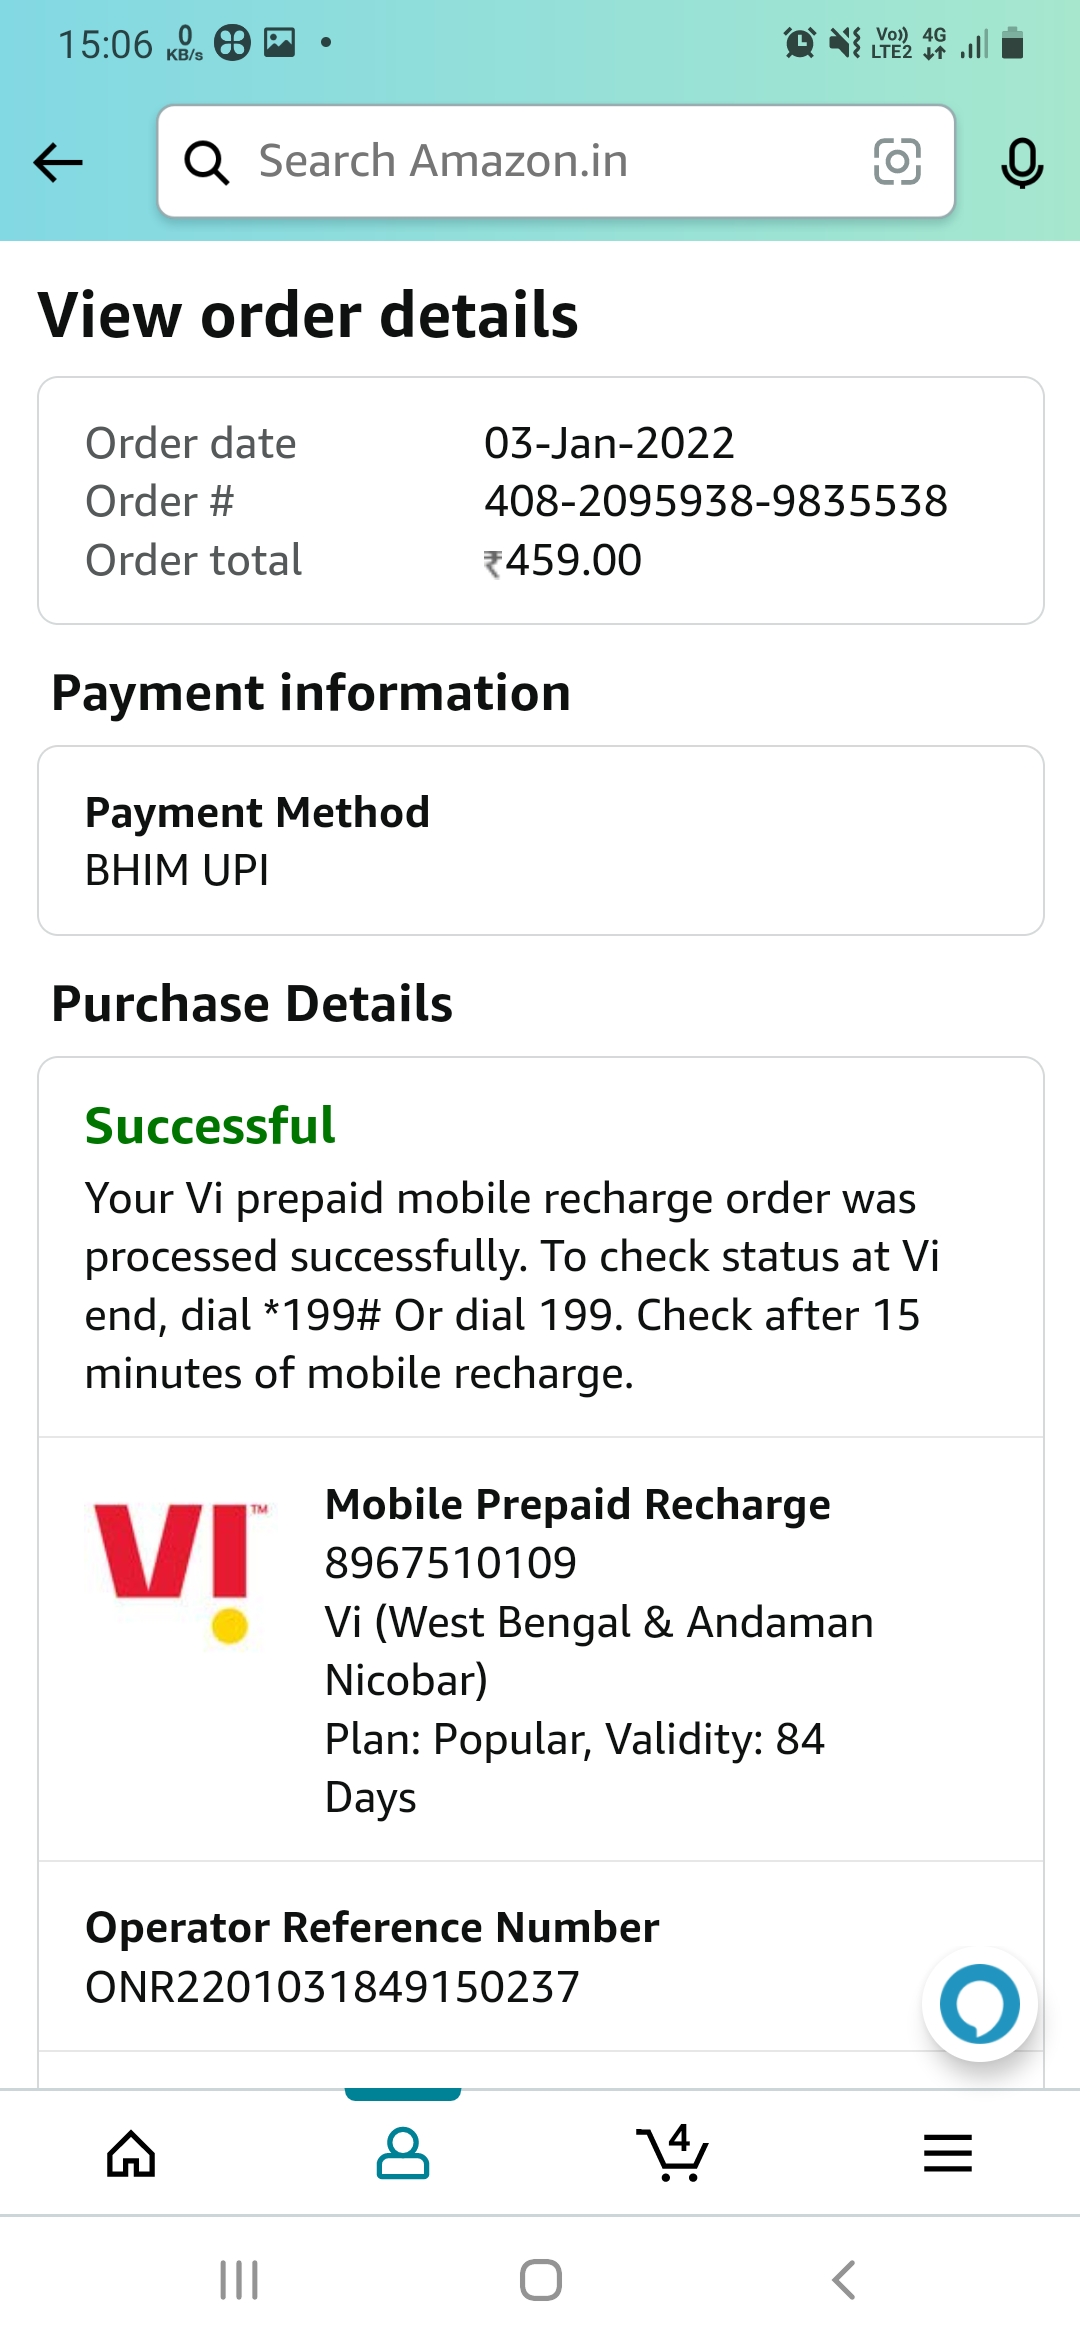 15:06 0 KB/s Vo)) LTE2 4G
Search Amazon.in
View order details
Order date 03-Jan-2022
Order # 408-2095938-9835538
Order total ₹459.00
Payment information
Payment Method
BHIM UPI
Purchase Details
Successful
Your Vi prepaid mobile recharge order was
processed successfully. To check status at Vi
end, dial *199# Or dial 199. Check after 15
minutes of mobile recharge.
VI™
Mobile Prepaid Recharge
8967510109
Vi (West Bengal & Andaman
Nicobar)
Plan: Popular, Validity: 84
Days
Operator Reference Number
ONR2201031849150237
4